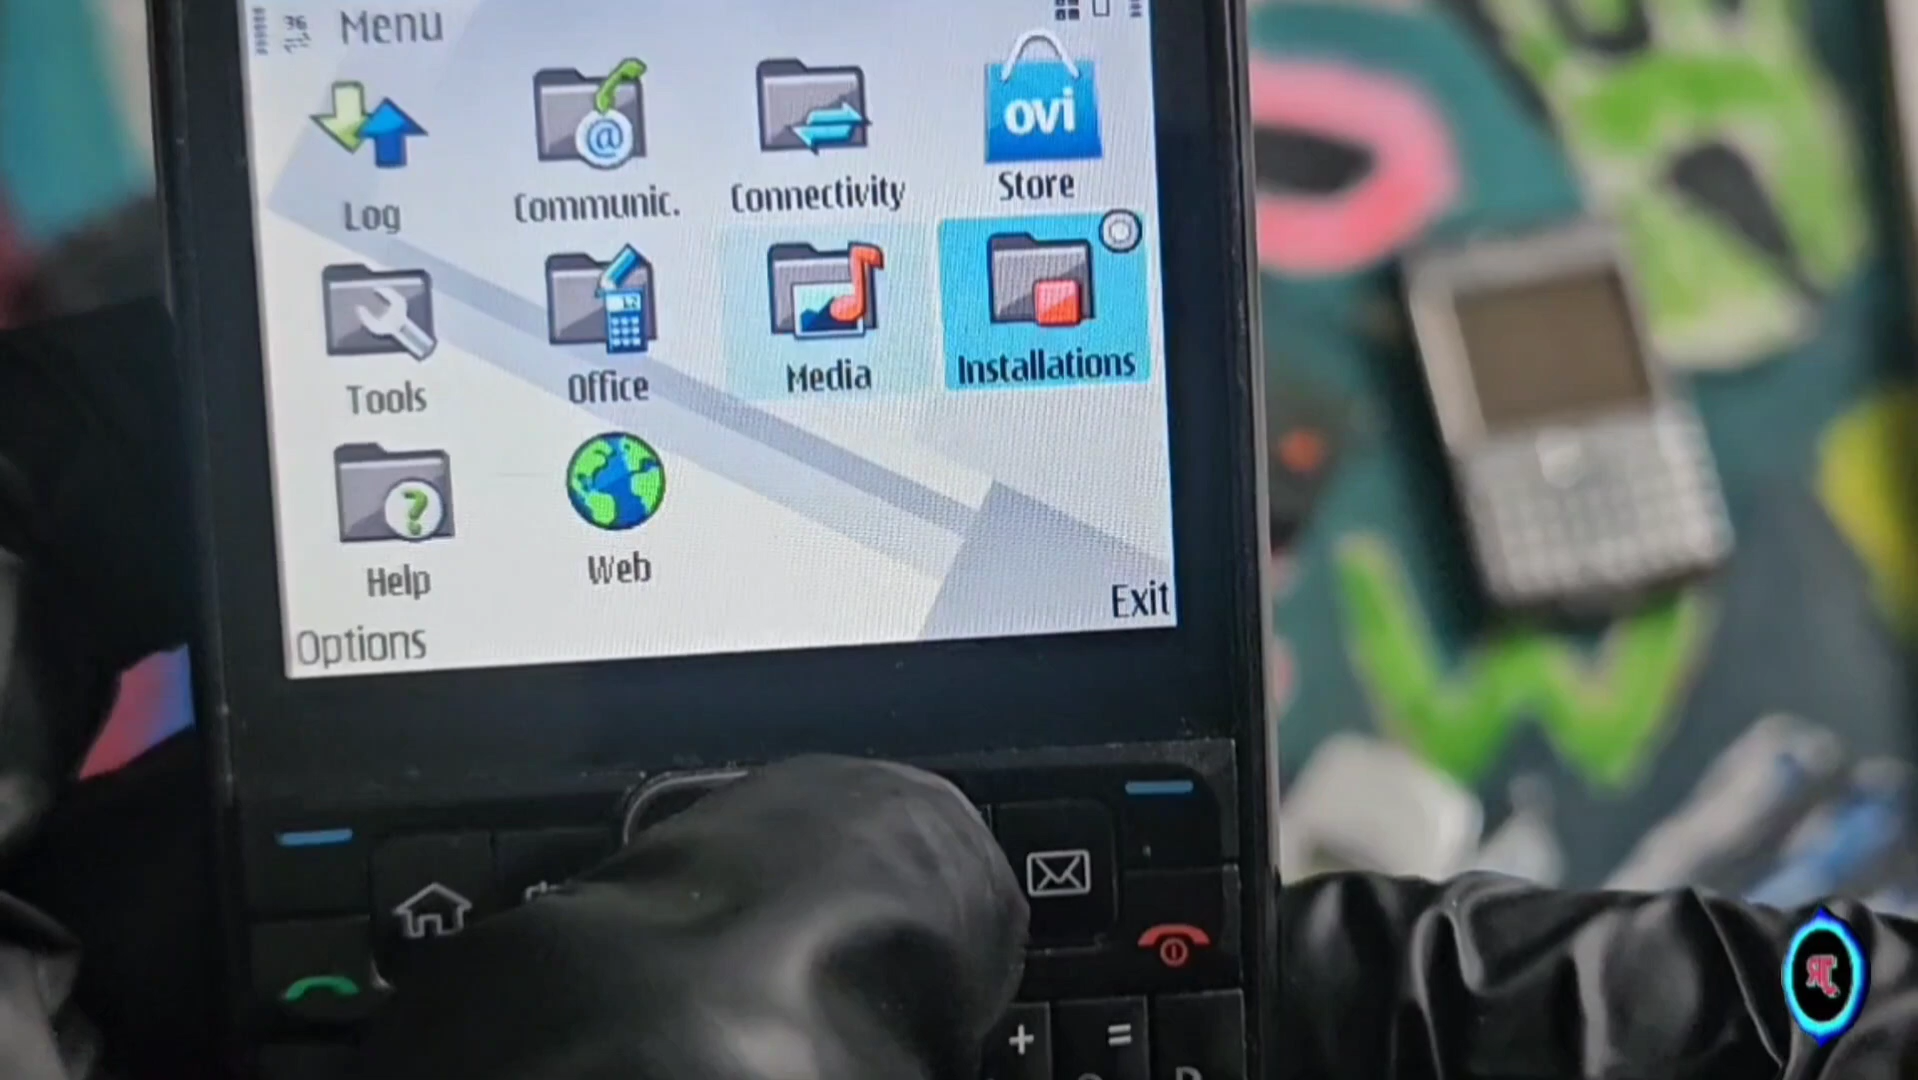 Menu
Log
Communic.
Connectivity
ovi
Store
Tools
Office
Media
Installations
Help
Web
Options
Exit
+
=